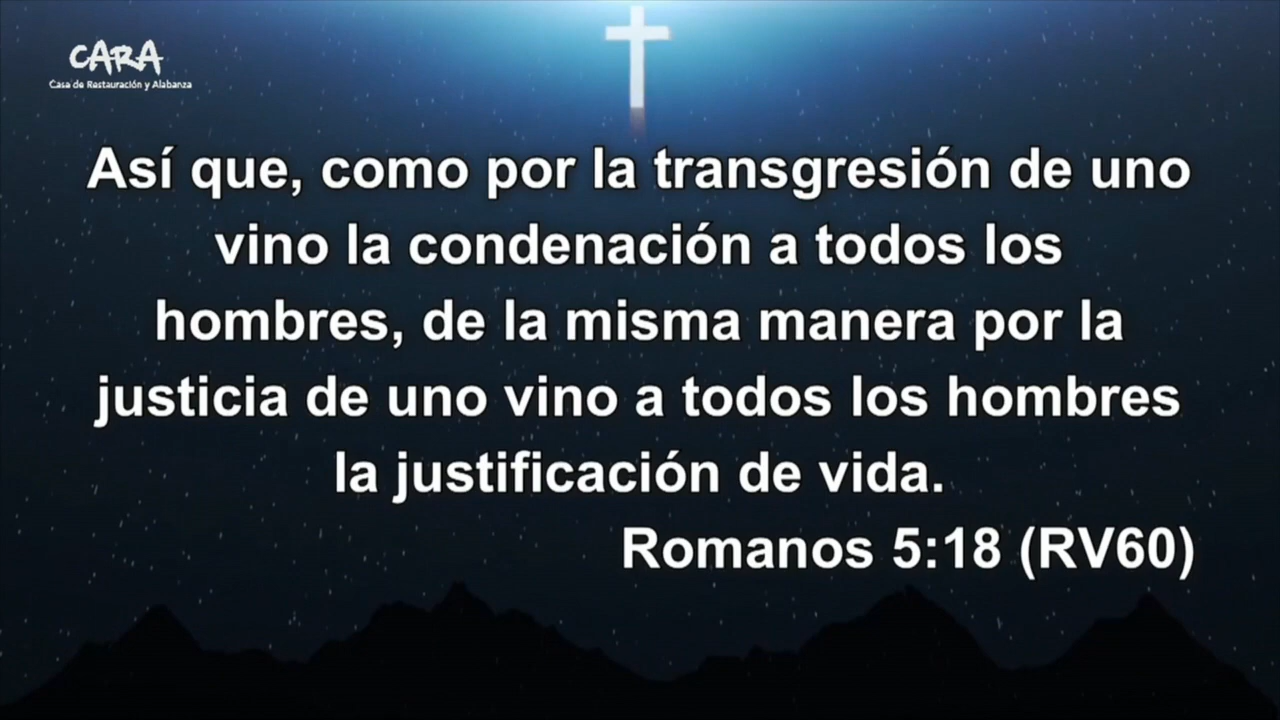 CARA
Casa de Restauración y Alabanza
Así que, como por la transgresión de uno
vino la condenación a todos los
hombres, de la misma manera por la
justicia de uno vino a todos los hombres
la justificación de vida.
Romanos 5:18 (RV60)